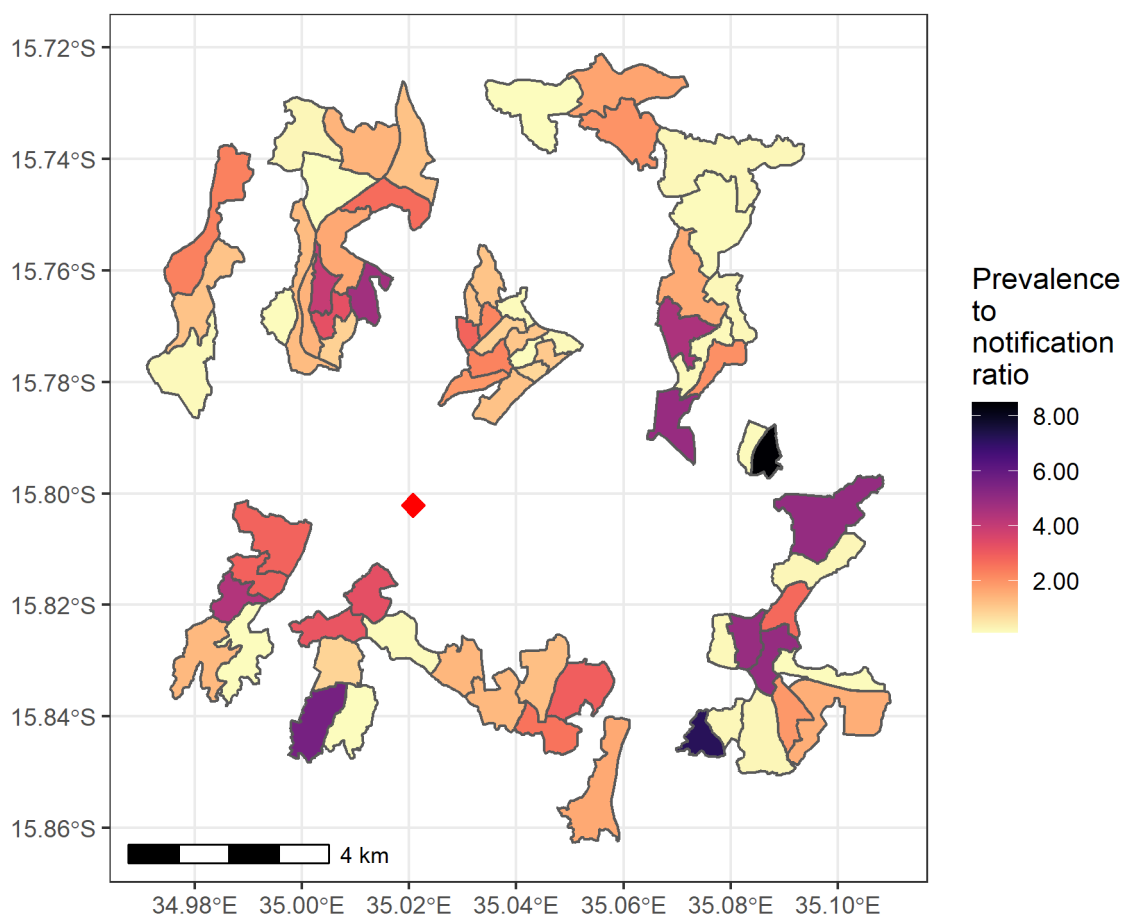 15.72°S
15.74°S
15.76°S
15.78°S
15.80°S
15.82°S
15.84°S
15.86°S
4 km
34.98°E 35.00°E 35.02°E 35.04°E 35.06°E 35.08°E 35.10°E
Prevalence
to
notification
ratio
8.00
6.00
4.00
2.00